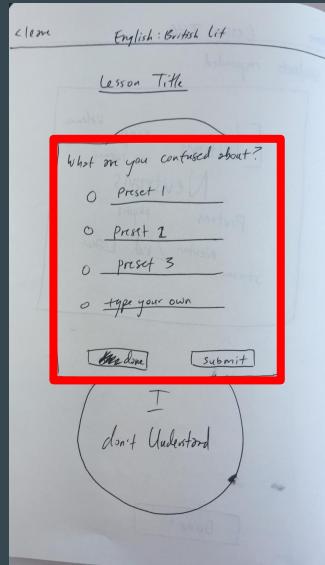 <leave English: British Lit
Lesson Title
What are you confused about?
preset 1
preset 2
preset 3
type your own
done submit
I
don't Understand